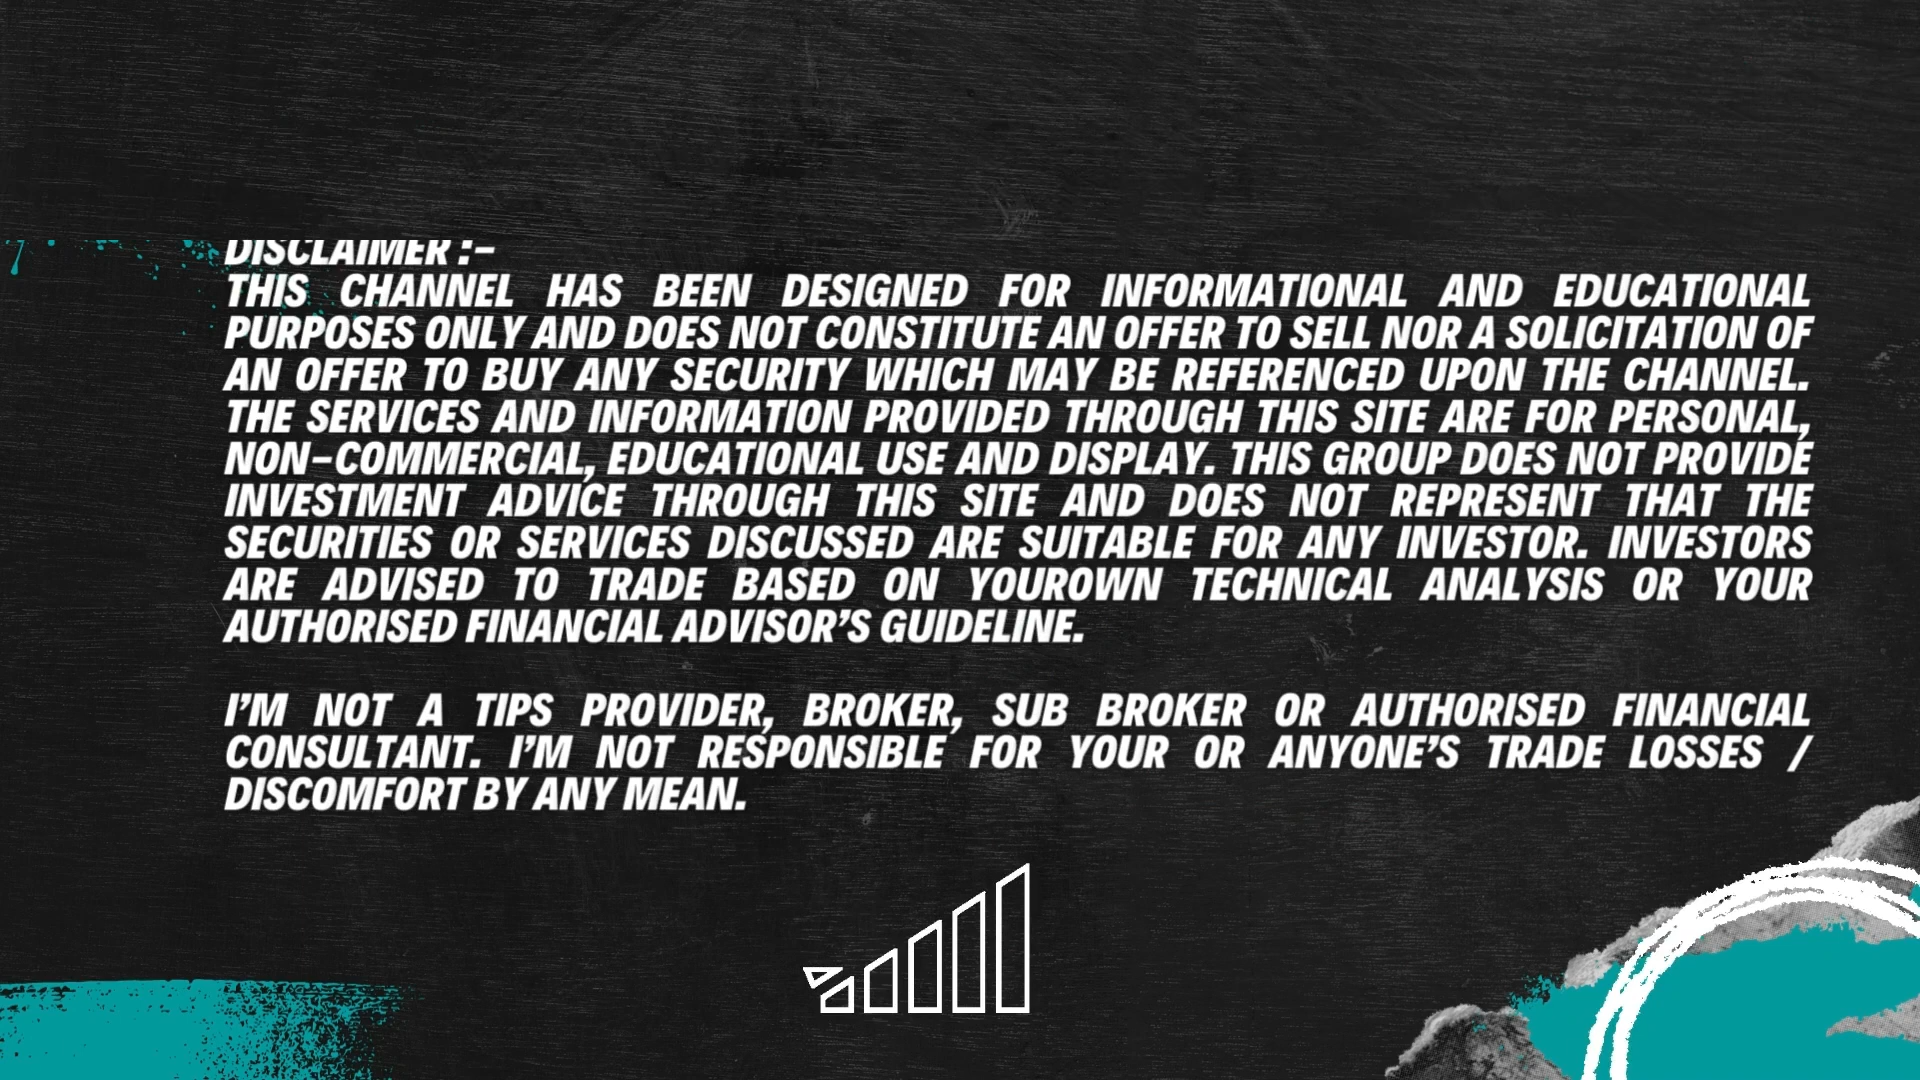 DISCLAIMER :-
THIS CHANNEL HAS BEEN DESIGNED FOR INFORMATIONAL AND EDUCATIONAL
PURPOSES ONLY AND DOES NOT CONSTITUTE AN OFFER TO SELL NOR A SOLICITATION OF
AN OFFER TO BUY ANY SECURITY WHICH MAY BE REFERENCED UPON THE CHANNEL.
THE SERVICES AND INFORMATION PROVIDED THROUGH THIS SITE ARE FOR PERSONAL,
NON-COMMERCIAL, EDUCATIONAL USE AND DISPLAY. THIS GROUP DOES NOT PROVIDE
INVESTMENT ADVICE THROUGH THIS SITE AND DOES NOT REPRESENT THAT THE
SECURITIES OR SERVICES DISCUSSED ARE SUITABLE FOR ANY INVESTOR. INVESTORS
ARE ADVISED TO TRADE BASED ON YOUROWN TECHNICAL ANALYSIS OR YOUR
AUTHORISED FINANCIAL ADVISOR'S GUIDELINE.
I'M NOT A TIPS PROVIDER, BROKER, SUB BROKER OR AUTHORISED FINANCIAL
CONSULTANT. I'M NOT RESPONSIBLE FOR YOUR OR ANYONE'S TRADE LOSSES /
DISCOMFORT BY ANY MEAN.